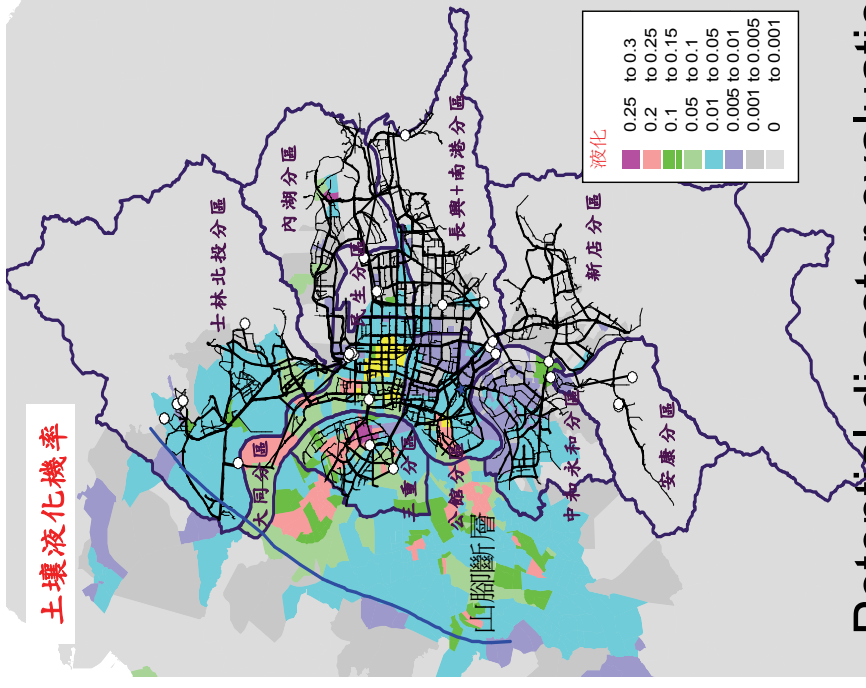 土壤液化機率
士林北投分區
內湖分區
民生分區
長興+南港分區
大同分區
三重分區
公館分區
中和永和分區
新店分區
安康分區
山腳斷層
液化
0.25 to 0.3
0.2 to 0.25
0.1 to 0.15
0.05 to 0.1
0.01 to 0.05
0.005 to 0.01
0.001 to 0.005
0 to 0.001